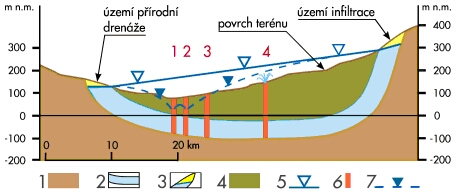 m n.m.
m n.m.
území přírodní
drenáže
povrch terénu
území infiltrace
400
300
200
100
0
-100
-200
1 2 3 4
400
300
200
100
0
-100
-200
0 10 20 km
1 2 3 4 5 6 7